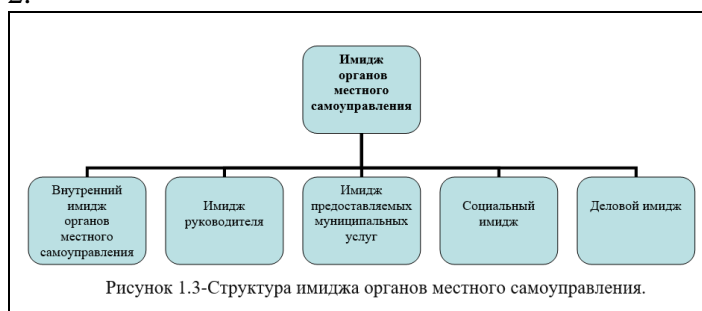 2.
Имидж
органов
местного
самоуправления
Внутренний
имидж
органов
местного
самоуправления
Имидж
руководителя
Имидж
предоставляемых
муниципальных
услуг
Социальный
имидж
Деловой имидж
Рисунок 1.3-Структура имиджа органов местного самоуправления.